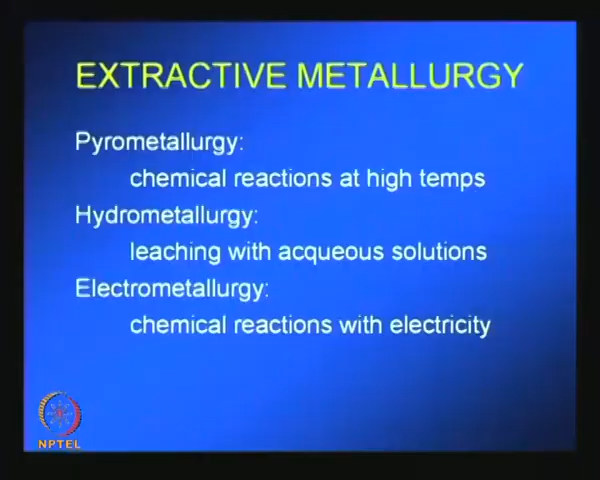 EXTRACTIVE METALLURGY
Pyrometallurgy:
chemical reactions at high temps
Hydrometallurgy:
leaching with acqueous solutions
Electrometallurgy:
chemical reactions with electricity
NPTEL